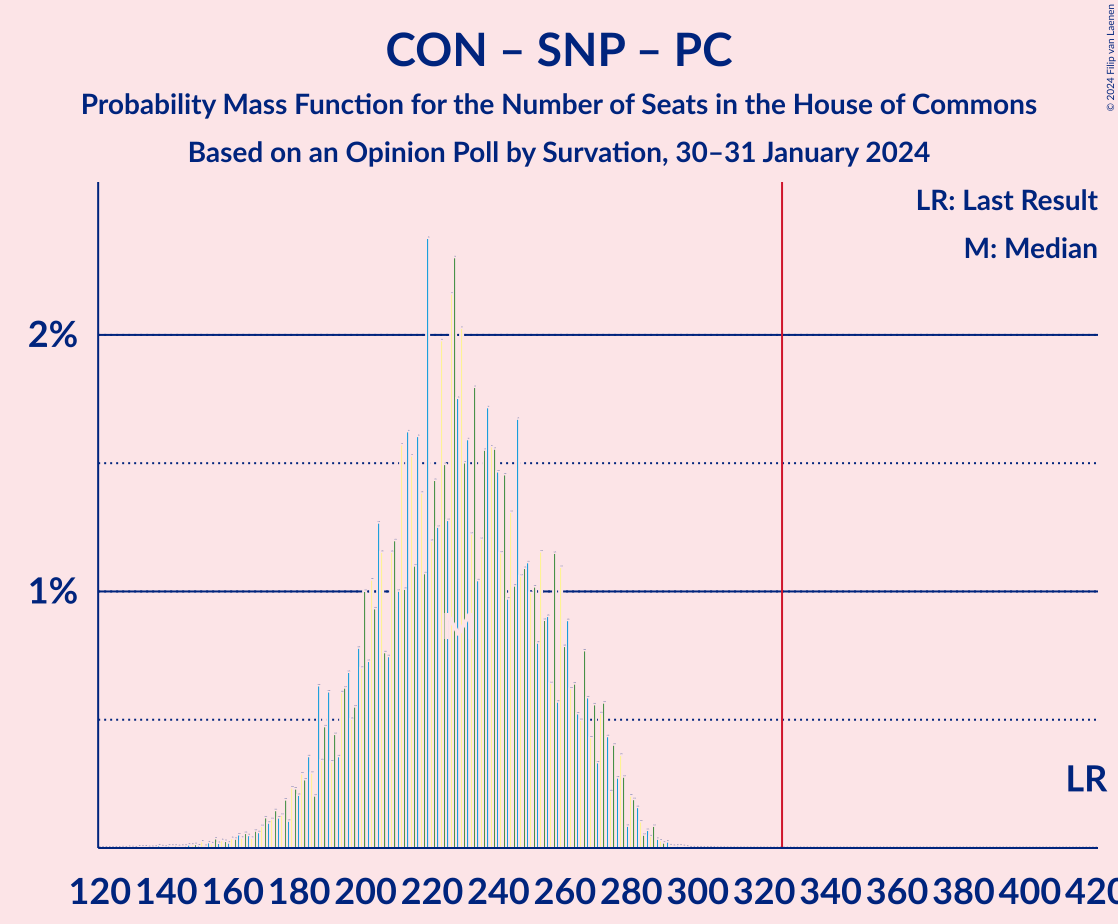 CON – SNP – PC
Probability Mass Function for the Number of Seats in the House of Commons
Based on an Opinion Poll by Survation, 30–31 January 2024
© 2024 Filip van Laenen
LR: Last Result
M: Median
2%
1%
M
LR
120 140 160 180 200 220 240 260 280 300 320 340 360 380 400 420